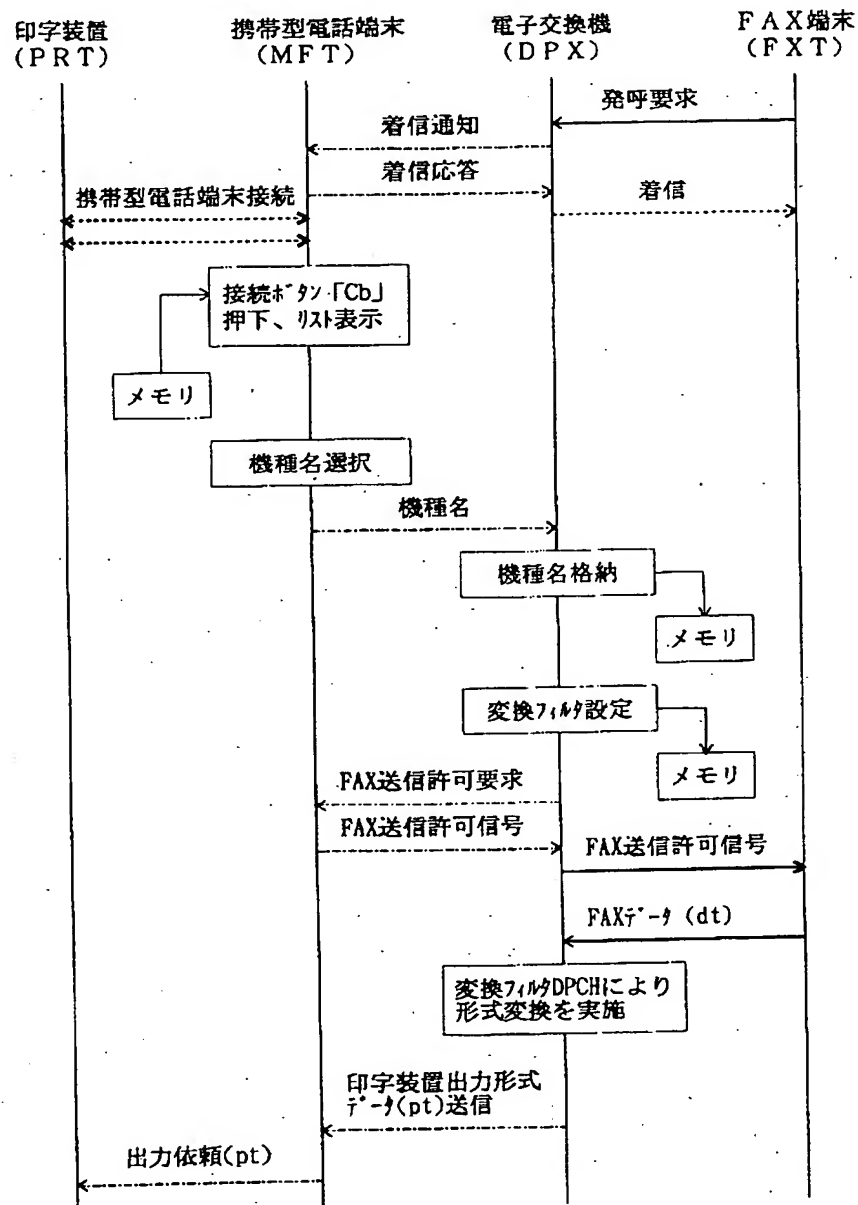 印字装置
(PRT)
携帯型電話端末
(MFT)
電子交換機
(DPX)
FAX端末
(FXT)
発呼要求
着信通知
着信応答
携帯型電話端末接続
着信
接続ボタン「Cb」
押下、リスト表示
メモリ
機種名選択
機種名
機種名格納
メモリ
変換フィルタ設定
メモリ
FAX送信許可要求
FAX送信許可信号
FAX送信許可信号
FAXデータ (dt)
変換フィルタDPCHにより
形式変換を実施
印字装置出力形式
データ(pt)送信
出力依頼(pt)